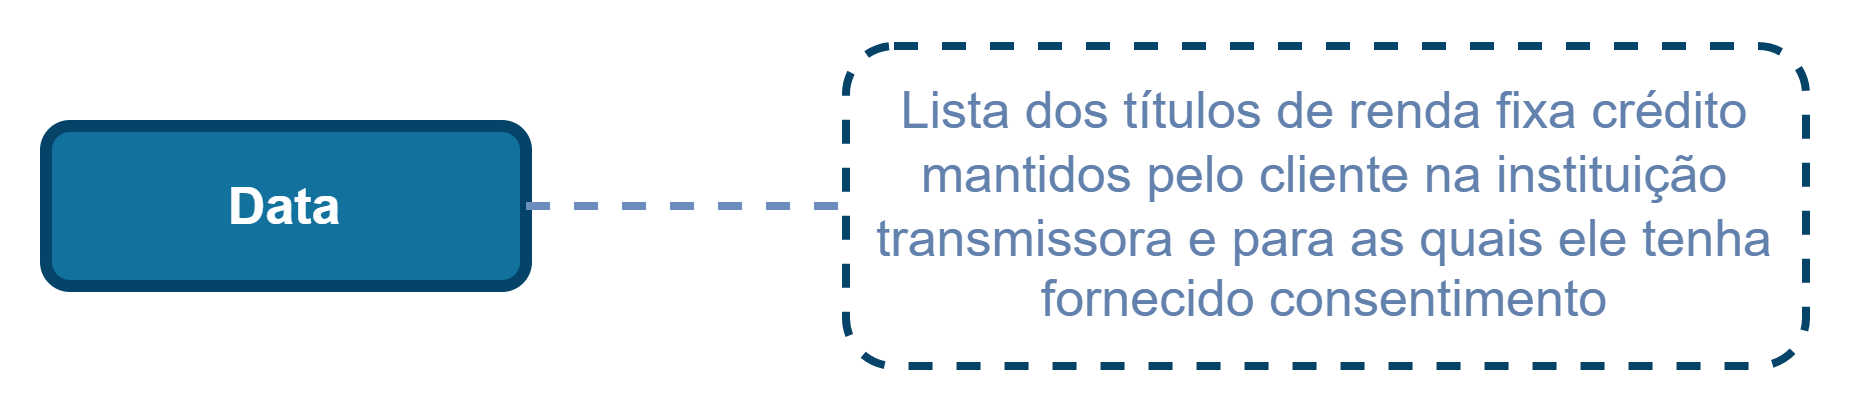 Data
Lista dos títulos de renda fixa crédito
mantidos pelo cliente na instituição
transmissora e para as quais ele tenha
fornecido consentimento